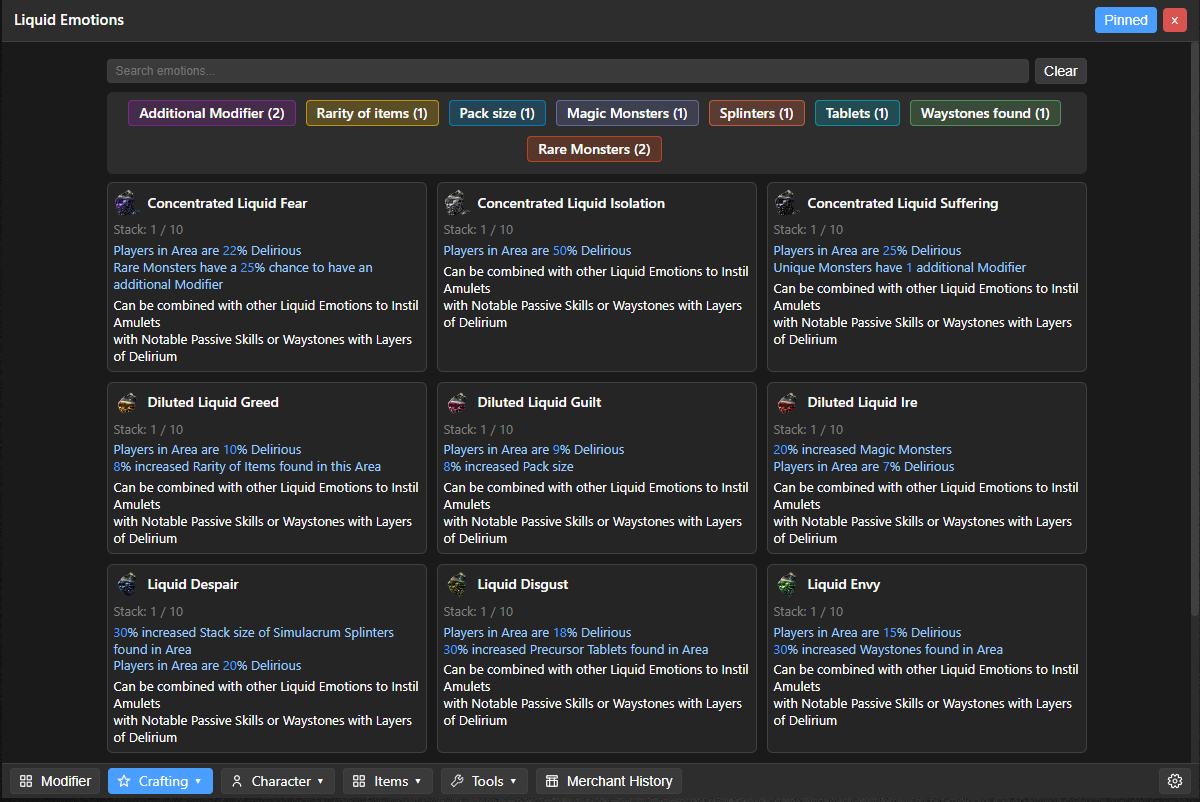 Liquid Emotions
Pinned
x
Search emotions...
Clear
Additional Modifier (2)
Rarity of items (1)
Pack size (1)
Magic Monsters (1)
Splinters (1)
Tablets (1)
Waystones found (1)
Rare Monsters (2)
Concentrated Liquid Fear
Stack: 1 / 10
Players in Area are 22% Delirious
Rare Monsters have a 25% chance to have an
additional Modifier
Can be combined with other Liquid Emotions to Instil
Amulets
with Notable Passive Skills or Waystones with Layers
of Delirium
Concentrated Liquid Isolation
Stack: 1 / 10
Players in Area are 50% Delirious
Can be combined with other Liquid Emotions to Instil
Amulets
with Notable Passive Skills or Waystones with Layers
of Delirium
Concentrated Liquid Suffering
Stack: 1 / 10
Players in Area are 25% Delirious
Unique Monsters have 1 additional Modifier
Can be combined with other Liquid Emotions to Instil
Amulets
with Notable Passive Skills or Waystones with Layers
of Delirium
Diluted Liquid Greed
Stack: 1 / 10
Players in Area are 10% Delirious
8% increased Rarity of Items found in this Area
Can be combined with other Liquid Emotions to Instil
Amulets
with Notable Passive Skills or Waystones with Layers
of Delirium
Diluted Liquid Guilt
Stack: 1 / 10
Players in Area are 9% Delirious
8% increased Pack size
Can be combined with other Liquid Emotions to Instil
Amulets
with Notable Passive Skills or Waystones with Layers
of Delirium
Diluted Liquid Ire
Stack: 1 / 10
20% increased Magic Monsters
Players in Area are 7% Delirious
Can be combined with other Liquid Emotions to Instil
Amulets
with Notable Passive Skills or Waystones with Layers
of Delirium
Liquid Despair
Stack: 1 / 10
30% increased Stack size of Simulacrum Splinters
found in Area
Players in Area are 20% Delirious
Can be combined with other Liquid Emotions to Instil
Amulets
with Notable Passive Skills or Waystones with Layers
of Delirium
Liquid Disgust
Stack: 1 / 10
Players in Area are 18% Delirious
30% increased Precursor Tablets found in Area
Can be combined with other Liquid Emotions to Instil
Amulets
with Notable Passive Skills or Waystones with Layers
of Delirium
Liquid Envy
Stack: 1 / 10
Players in Area are 15% Delirious
30% increased Waystones found in Area
Can be combined with other Liquid Emotions to Instil
Amulets
with Notable Passive Skills or Waystones with Layers
of Delirium
Modifier
Crafting
Character
Items
Tools
Merchant History